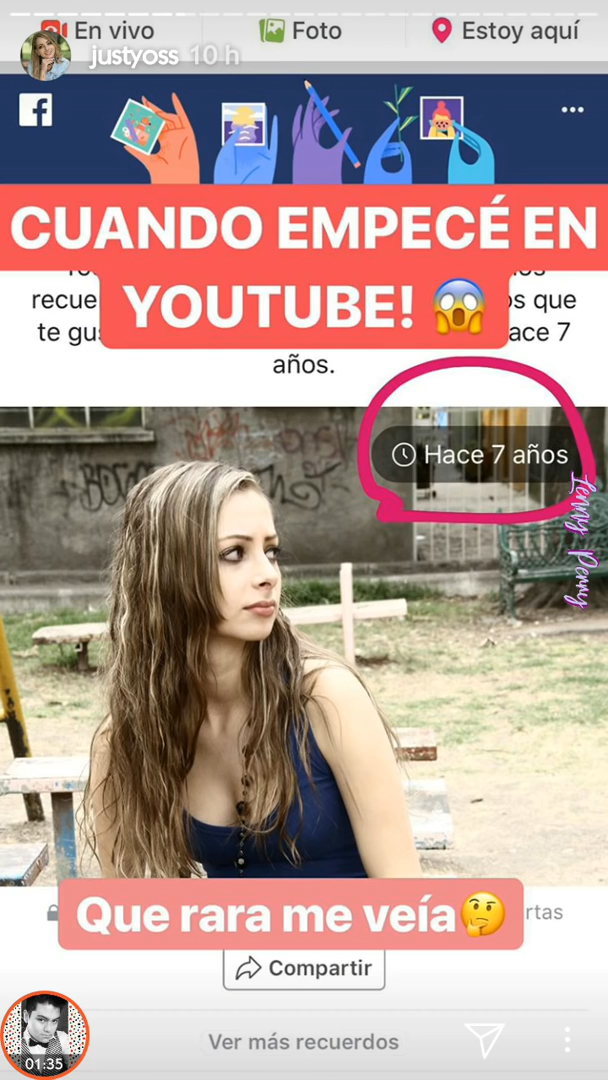 En vivo
Foto
Estoy aquí
justyoss 10 h
CUANDO EMPECÉ EN
YOUTUBE! 😱
recue
os que
te gus
ace 7
años.
Hace 7 años
Lenny Penny
Que rara me veía🤔
rtas
Compartir
Ver más recuerdos
01:35